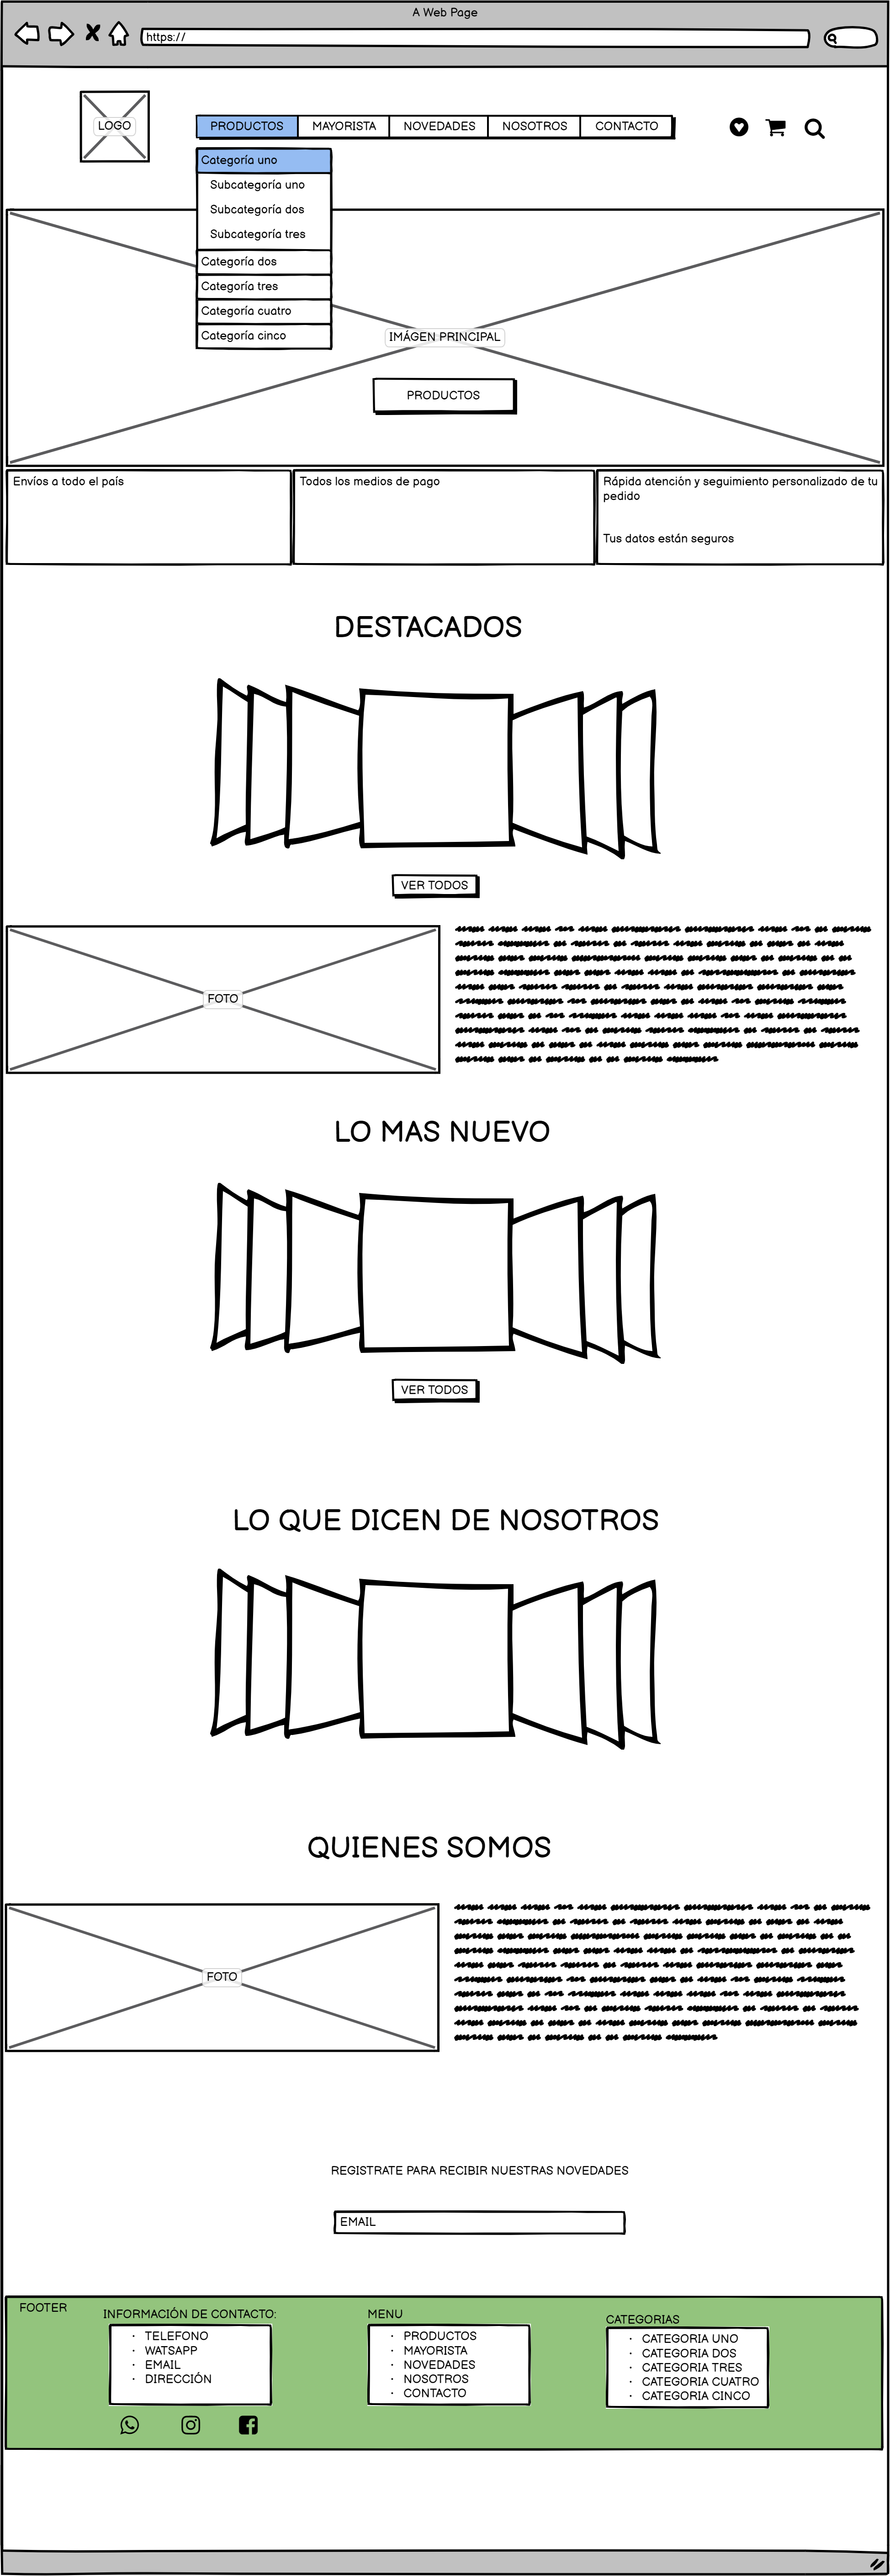 A Web Page
https://
LOGO
PRODUCTOS
MAYORISTA
NOVEDADES
NOSOTROS
CONTACTO
Categoría uno
Subcategoría uno
Subcategoría dos
Subcategoría tres
Categoría dos
Categoría tres
Categoría cuatro
Categoría cinco
IMÁGEN PRINCIPAL
PRODUCTOS
Envíos a todo el país
Todos los medios de pago
Rápida atención y seguimiento personalizado de tu
pedido
Tus datos están seguros
DESTACADOS
VER TODOS
FOTO
LO MAS NUEVO
VER TODOS
LO QUE DICEN DE NOSOTROS
QUIENES SOMOS
FOTO
REGISTRATE PARA RECIBIR NUESTRAS NOVEDADES
EMAIL
FOOTER
INFORMACIÓN DE CONTACTO:
• TELEFONO
• WATSAPP
• EMAIL
• DIRECCIÓN
MENU
• PRODUCTOS
• MAYORISTA
• NOVEDADES
• NOSOTROS
• CONTACTO
CATEGORIAS
• CATEGORIA UNO
• CATEGORIA DOS
• CATEGORIA TRES
• CATEGORIA CUATRO
• CATEGORIA CINCO